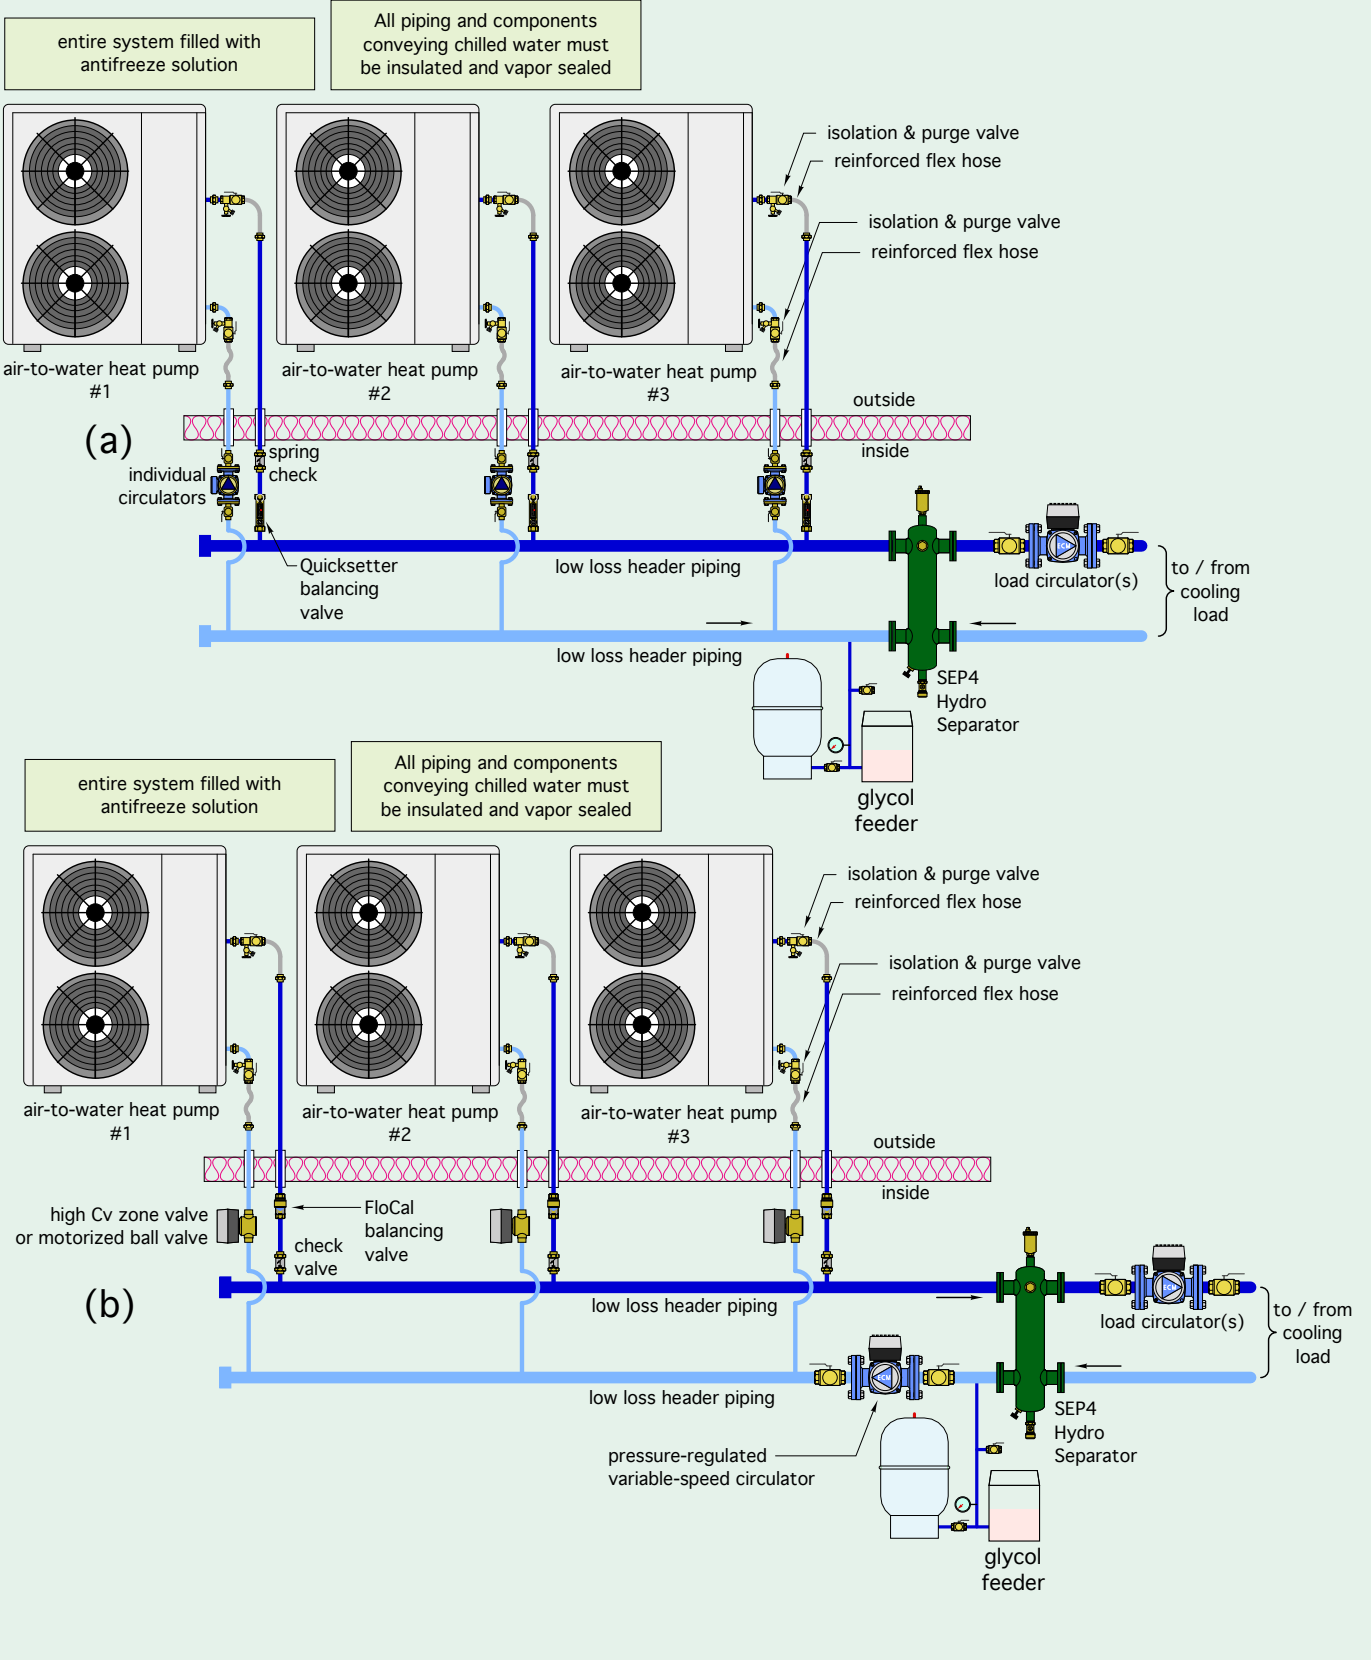 entire system filled with
antifreeze solution
All piping and components
conveying chilled water must
be insulated and vapor sealed
isolation & purge valve
reinforced flex hose
isolation & purge valve
reinforced flex hose
air-to-water heat pump
#1
air-to-water heat pump
#2
air-to-water heat pump
#3
outside
inside
(a)
individual
circulators
spring
check
Quicksetter
balancing
valve
low loss header piping
ECM
load circulator(s)
to / from
cooling
load
low loss header piping
SEP4
Hydro
Separator
glycol
feeder
entire system filled with
antifreeze solution
All piping and components
conveying chilled water must
be insulated and vapor sealed
isolation & purge valve
reinforced flex hose
isolation & purge valve
reinforced flex hose
air-to-water heat pump
#1
air-to-water heat pump
#2
air-to-water heat pump
#3
outside
inside
high Cv zone valve
or motorized ball valve
FloCal
balancing
valve
check
valve
(b)
low loss header piping
ECM
load circulator(s)
to / from
cooling
load
low loss header piping
ECM
SEP4
Hydro
Separator
pressure-regulated
variable-speed circulator
glycol
feeder